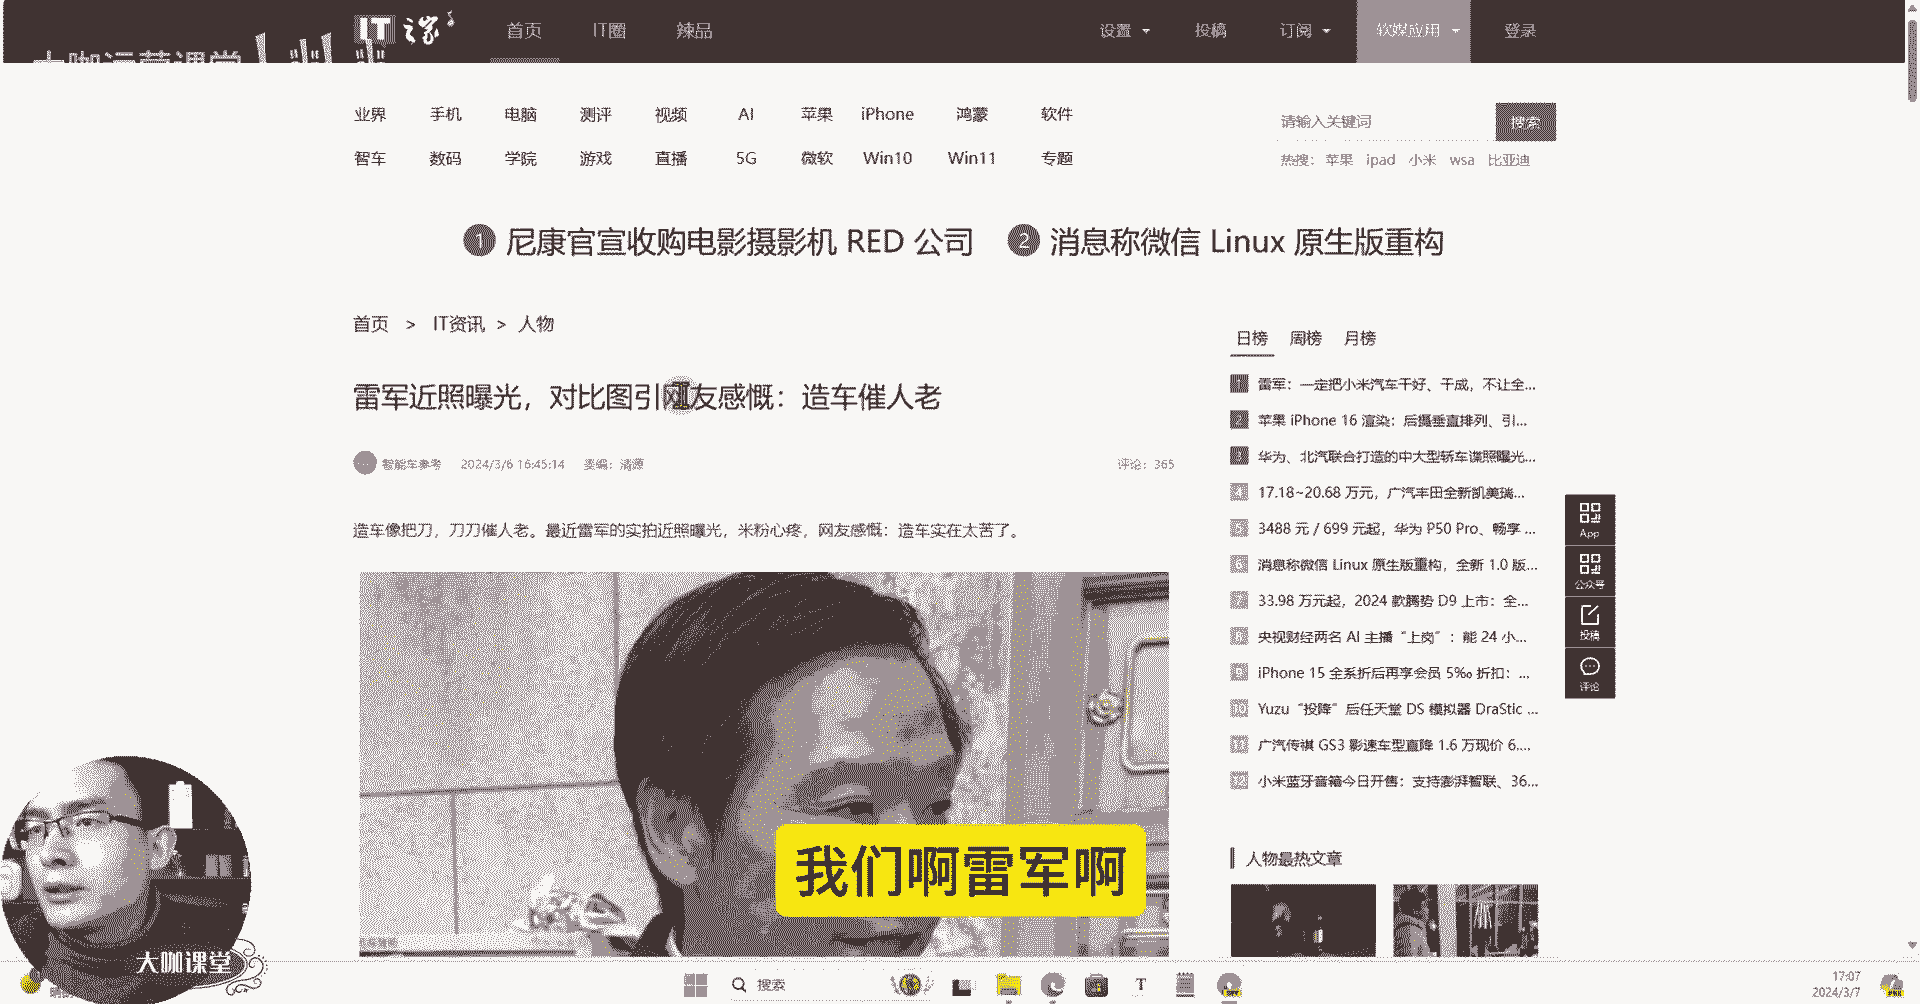 大咖运营课堂
IT之家
首页 IT圈 辣品
设置 投稿 订阅 软媒应用 登录
业界 手机 电脑 测评 视频 AI 苹果 iPhone 鸿蒙 软件
智车 数码 学院 游戏 直播 5G 微软 Win10 Win11 专题
请输入关键词 搜索
热搜： 苹果 ipad 小米 wsa 比亚迪
1 尼康官宣收购电影摄影机 RED 公司 2 消息称微信 Linux 原生版重构
首页 > IT资讯 > 人物
雷军近照曝光，对比图引网友感慨：造车催人老
智能车参考 2024/3/6 16:45:14 责编：清源 评论：365
造车像把刀，刀刀催人老。最近雷军的实拍近照曝光，米粉心疼，网友感慨：造车实在太苦了。
日榜 周榜 月榜
1 雷军：一定把小米汽车干好、干成，不让全...
2 苹果 iPhone 16 渲染：后摄垂直排列、引...
3 华为、北汽联合打造的中大型轿车谍照曝光...
4 17.18~20.68 万元，广汽丰田全新凯美瑞...
5 3488 元 / 699 元起，华为 P50 Pro、畅享 ...
6 消息称微信 Linux 原生版重构，全新 1.0 版...
7 33.98 万元起，2024 款腾势 D9 上市：全...
8 央视财经两名 AI 主播“上岗”：能 24 小...
9 iPhone 15 全系折后再享会员 5‰ 折扣：...
10 Yuzu“投降”后任天堂 DS 模拟器 DraStic ...
11 广汽传祺 GS3 影速车型直降 1.6 万现价 6....
12 小米蓝牙音箱今日开售：支持澎湃智联、36...
App
公众号
投稿
评论
人物最热文章
我们啊雷军啊
大咖课堂
搜索
17:07
2024/3/7